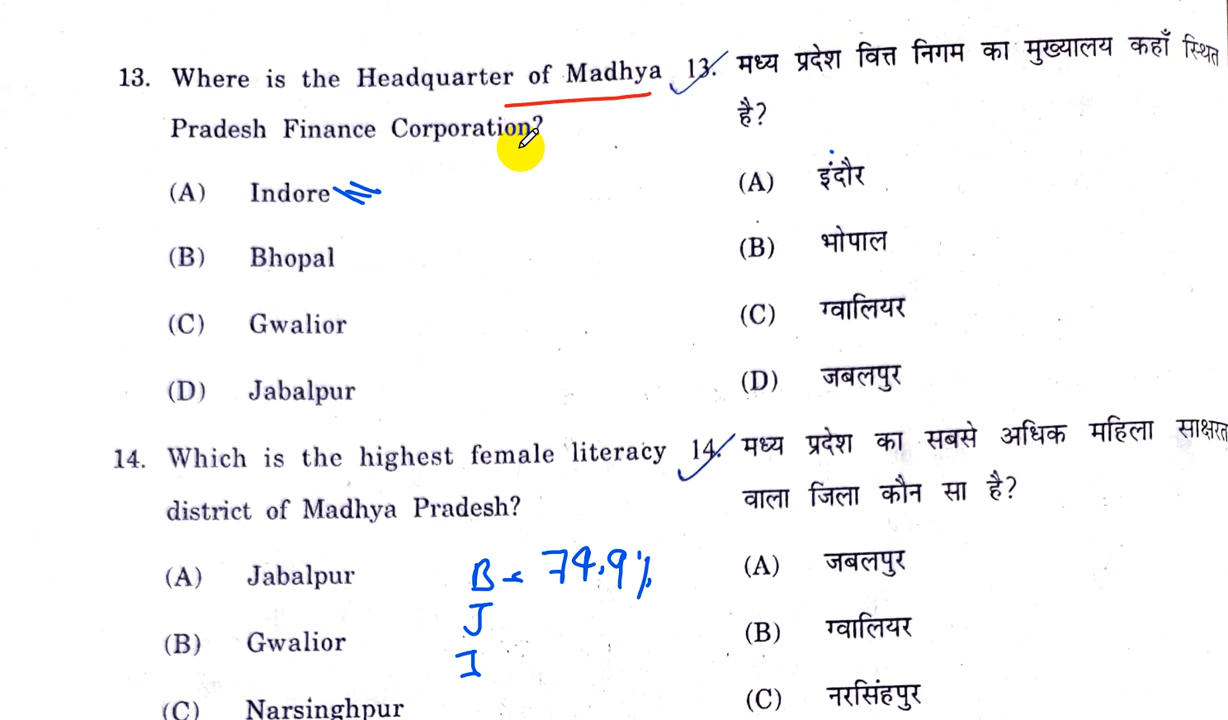 13. Where is the Headquarter of Madhya
Pradesh Finance Corporation?
(A) Indore
(B) Bhopal
(C) Gwalior
(D) Jabalpur
14. Which is the highest female literacy
district of Madhya Pradesh?
(A) Jabalpur
(B) Gwalior
(C) Narsinghpur
B = 74.9%
J
I
13. मध्य प्रदेश वित्त निगम का मुख्यालय कहाँ स्थित
है?
(A) इंदौर
(B) भोपाल
(C) ग्वालियर
(D) जबलपुर
14. मध्य प्रदेश का सबसे अधिक महिला साक्षरत
वाला जिला कौन सा है?
(A) जबलपुर
(B) ग्वालियर
(C) नरसिंहपुर